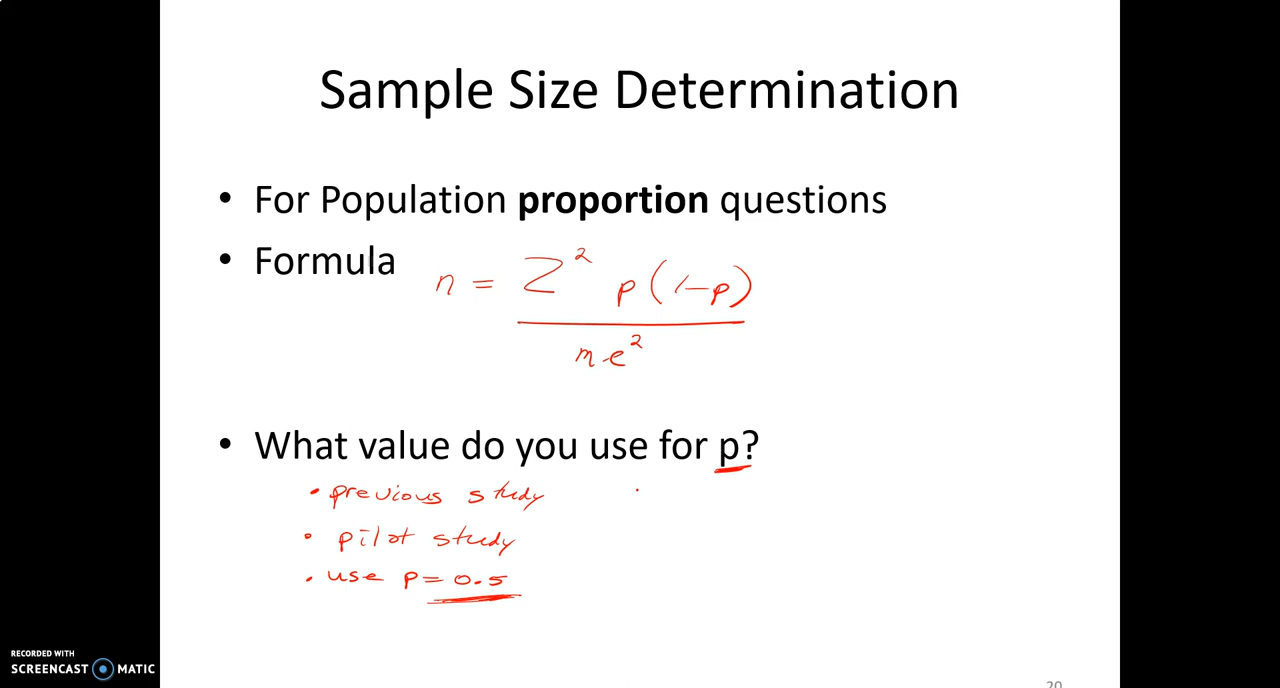 Sample Size Determination
• For Population proportion questions
• Formula n = Z² p(1-p)
me²
• What value do you use for p?
• previous study
• pilot study
• use p = 0.5
RECORDED WITH
SCREENCAST MATIC
20